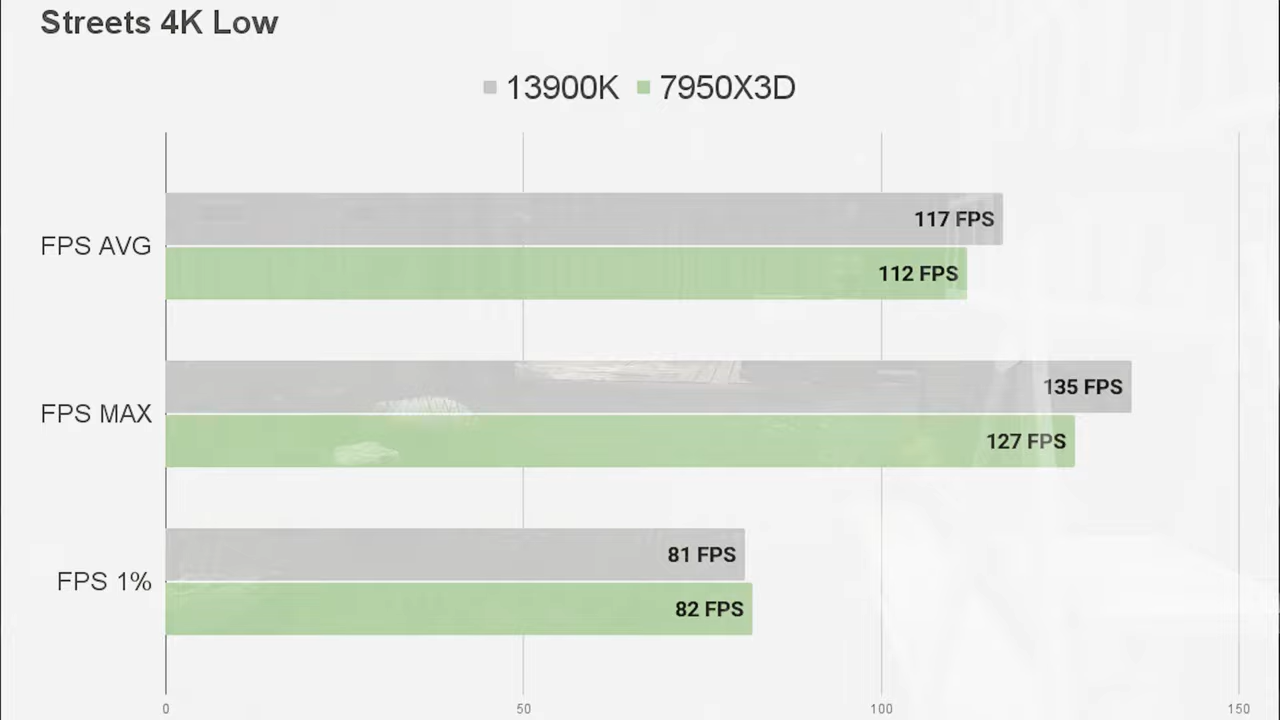 Streets 4K Low
13900K 7950X3D
FPS AVG
117 FPS
112 FPS
FPS MAX
135 FPS
127 FPS
FPS 1%
81 FPS
82 FPS
0 50 100 150